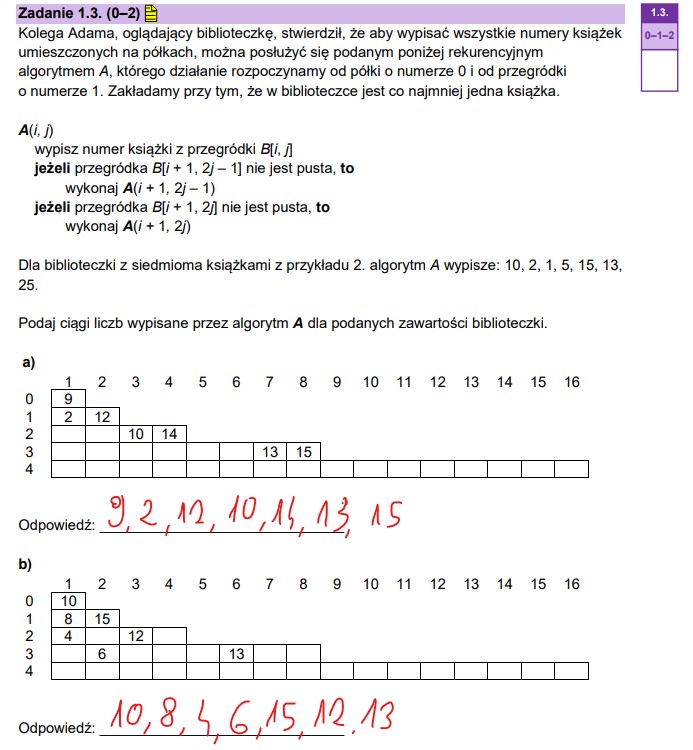 Zadanie 1.3. (0–2)
1.3.
0–1–2
Kolega Adama, oglądający biblioteczkę, stwierdził, że aby wypisać wszystkie numery książek
umieszczonych na półkach, można posłużyć się podanym poniżej rekurencyjnym
algorytmem A, którego działanie rozpoczynamy od półki o numerze 0 i od przegródki
o numerze 1. Zakładamy przy tym, że w biblioteczce jest co najmniej jedna książka.
A(i, j)
wypisz numer książki z przegródki B[i, j]
jeżeli przegródka B[i + 1, 2j – 1] nie jest pusta, to
wykonaj A(i + 1, 2j – 1)
jeżeli przegródka B[i + 1, 2j] nie jest pusta, to
wykonaj A(i + 1, 2j)
Dla biblioteczki z siedmioma książkami z przykładu 2. algorytm A wypisze: 10, 2, 1, 5, 15, 13,
25.
Podaj ciągi liczb wypisane przez algorytm A dla podanych zawartości biblioteczki.
a)
1 2 3 4 5 6 7 8 9 10 11 12 13 14 15 16
0 9
1 2 12
2 10 14
3 13 15
4
Odpowiedź: 9, 2, 12, 10, 14, 13, 15
b)
1 2 3 4 5 6 7 8 9 10 11 12 13 14 15 16
0 10
1 8 15
2 4 12
3 6 13
4
Odpowiedź: 10, 8, 4, 6, 15, 12. 13